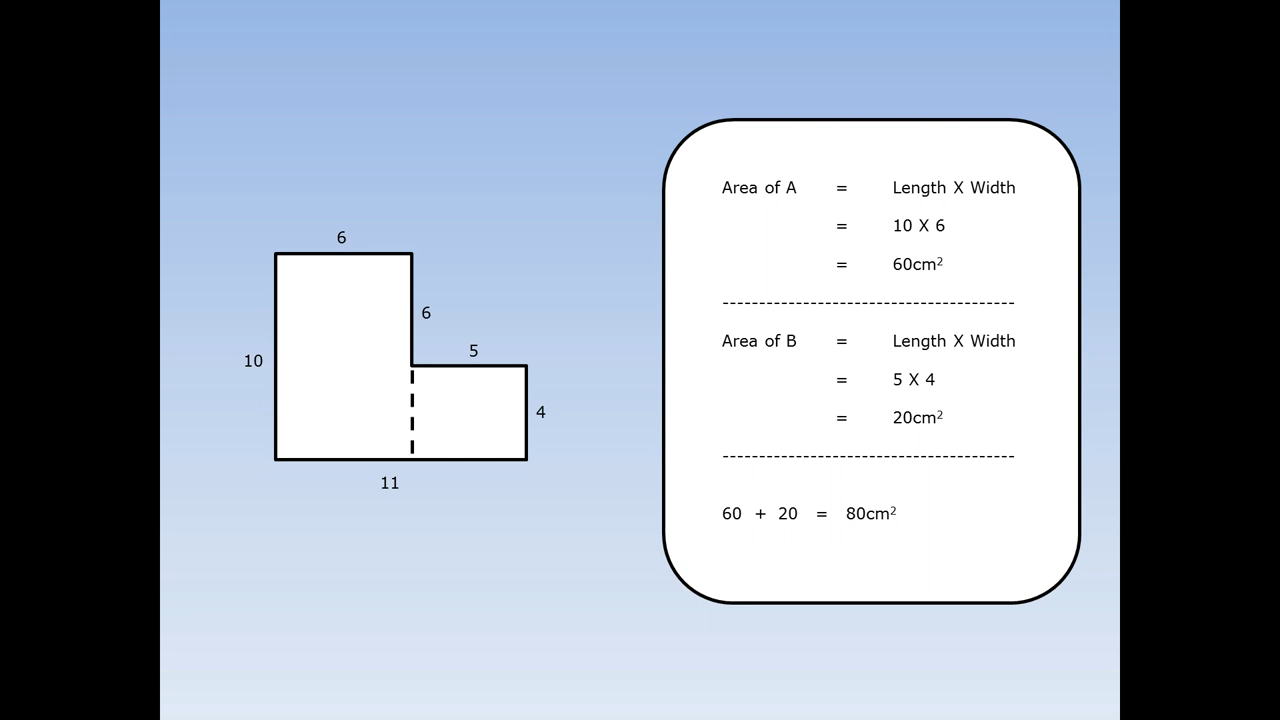 6
6
5
10
4
11
Area of A = Length X Width
= 10 X 6
= 60cm²
----------------------------------------
Area of B = Length X Width
= 5 X 4
= 20cm²
----------------------------------------
60 + 20 = 80cm²